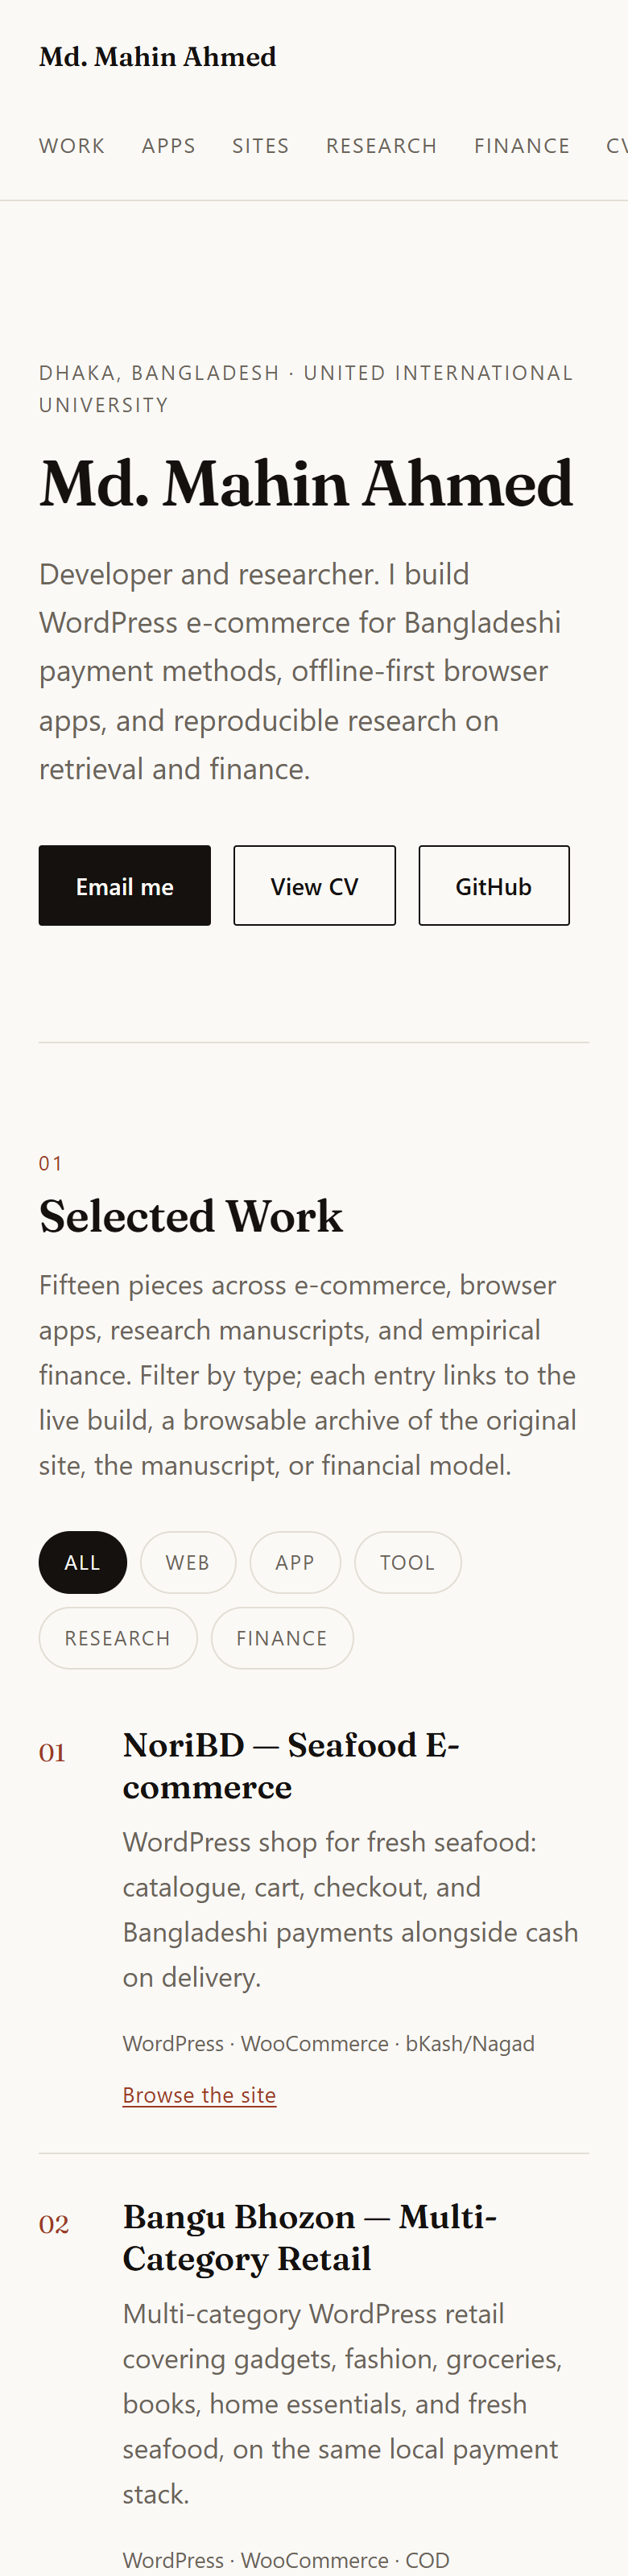 Md. Mahin Ahmed
WORK APPS SITES RESEARCH FINANCE CV
DHAKA, BANGLADESH · UNITED INTERNATIONAL
UNIVERSITY
Md. Mahin Ahmed
Developer and researcher. I build
WordPress e-commerce for Bangladeshi
payment methods, offline-first browser
apps, and reproducible research on
retrieval and finance.
Email me View CV GitHub
01
Selected Work
Fifteen pieces across e-commerce, browser
apps, research manuscripts, and empirical
finance. Filter by type; each entry links to the
live build, a browsable archive of the original
site, the manuscript, or financial model.
ALL WEB APP TOOL
RESEARCH FINANCE
01 NoriBD — Seafood E-
commerce
WordPress shop for fresh seafood:
catalogue, cart, checkout, and
Bangladeshi payments alongside cash
on delivery.
WordPress · WooCommerce · bKash/Nagad
Browse the site
02 Bangu Bhozon — Multi-
Category Retail
Multi-category WordPress retail
covering gadgets, fashion, groceries,
books, home essentials, and fresh
seafood, on the same local payment
stack.
WordPress · WooCommerce · COD